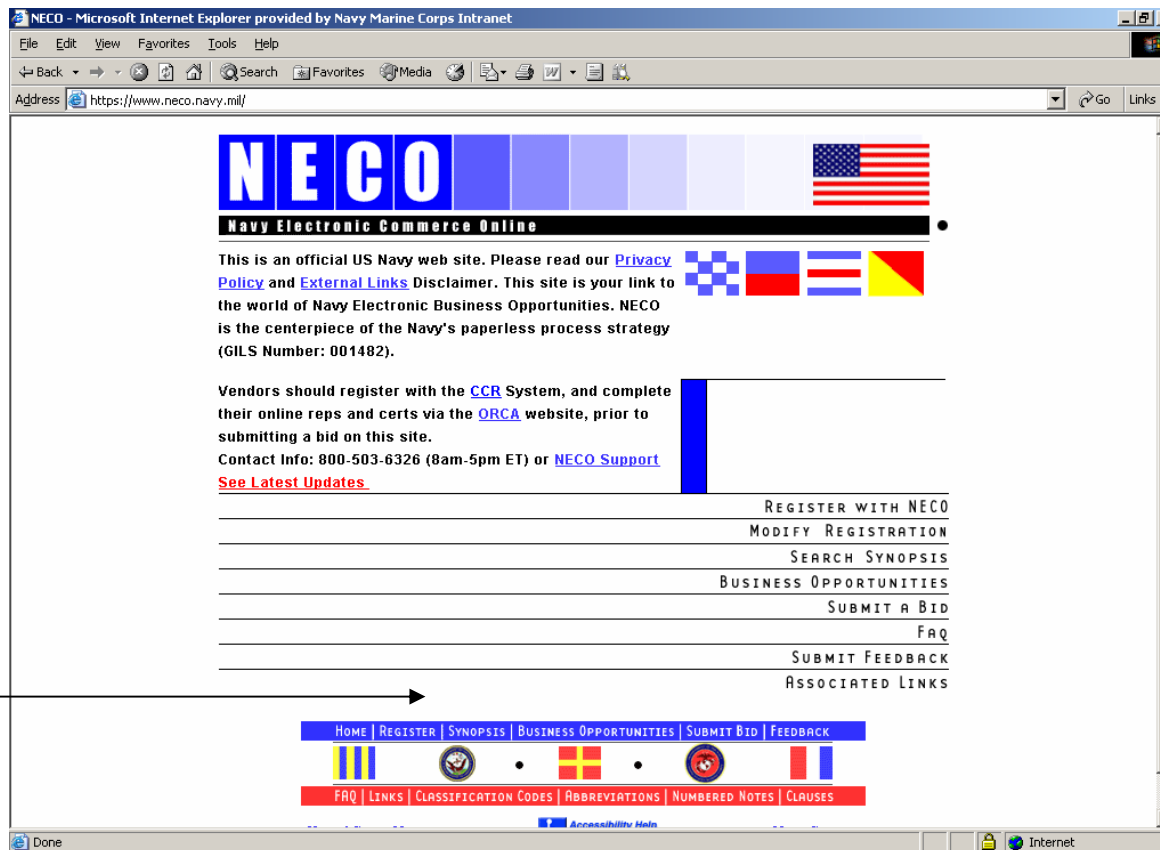 NECO - Microsoft Internet Explorer provided by Navy Marine Corps Intranet
File Edit View Favorites Tools Help
Back Search Favorites Media
Address https://www.neco.navy.mil/ Go Links
NECO
Navy Electronic Commerce Online
This is an official US Navy web site. Please read our Privacy
Policy and External Links Disclaimer. This site is your link to
the world of Navy Electronic Business Opportunities. NECO
is the centerpiece of the Navy's paperless process strategy
(GILS Number: 001482).
Vendors should register with the CCR System, and complete
their online reps and certs via the ORCA website, prior to
submitting a bid on this site.
Contact Info: 800-503-6326 (8am-5pm ET) or NECO Support
See Latest Updates
Register with NECO
Modify Registration
Search Synopsis
Business Opportunities
Submit a Bid
Faq
Submit Feedback
Associated Links
Home | Register | Synopsis | Business Opportunities | Submit Bid | Feedback
FAQ | Links | Classification Codes | Abbreviations | Numbered Notes | Clauses
Accessibility Help
Done Internet